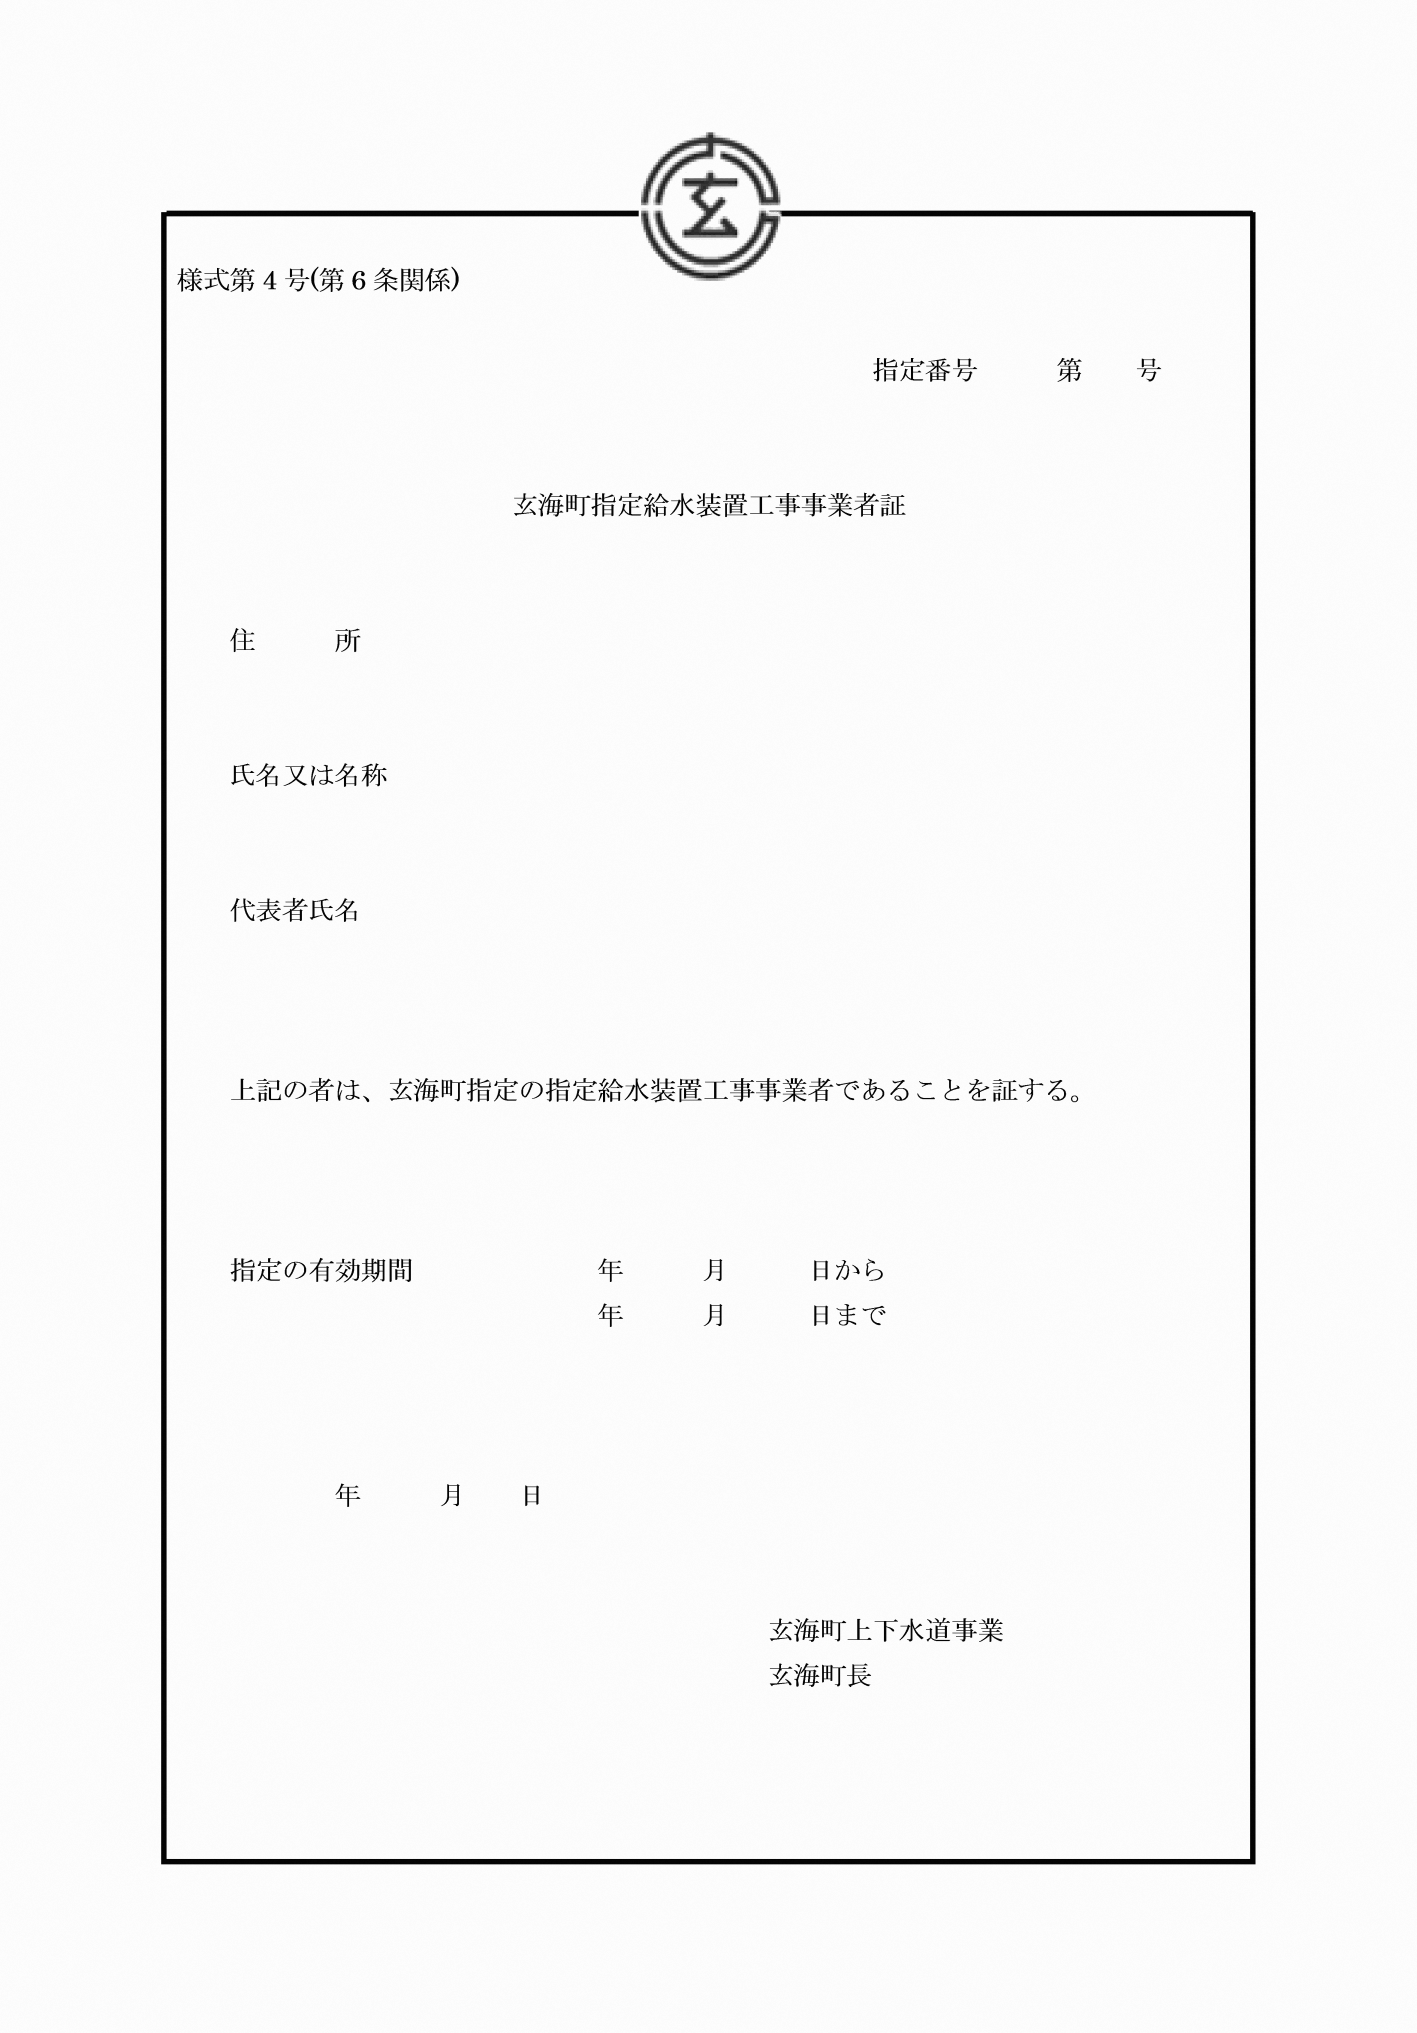 玄
様式第4号(第6条関係)
指定番号　　　第　　号
玄海町指定給水装置工事事業者証
住　　　所
氏名又は名称
代表者氏名
上記の者は、玄海町指定の指定給水装置工事事業者であることを証する。
指定の有効期間　　　　　　　年　　　月　　　日から
年　　　月　　　日まで
年　　　月　　日
玄海町上下水道事業
玄海町長